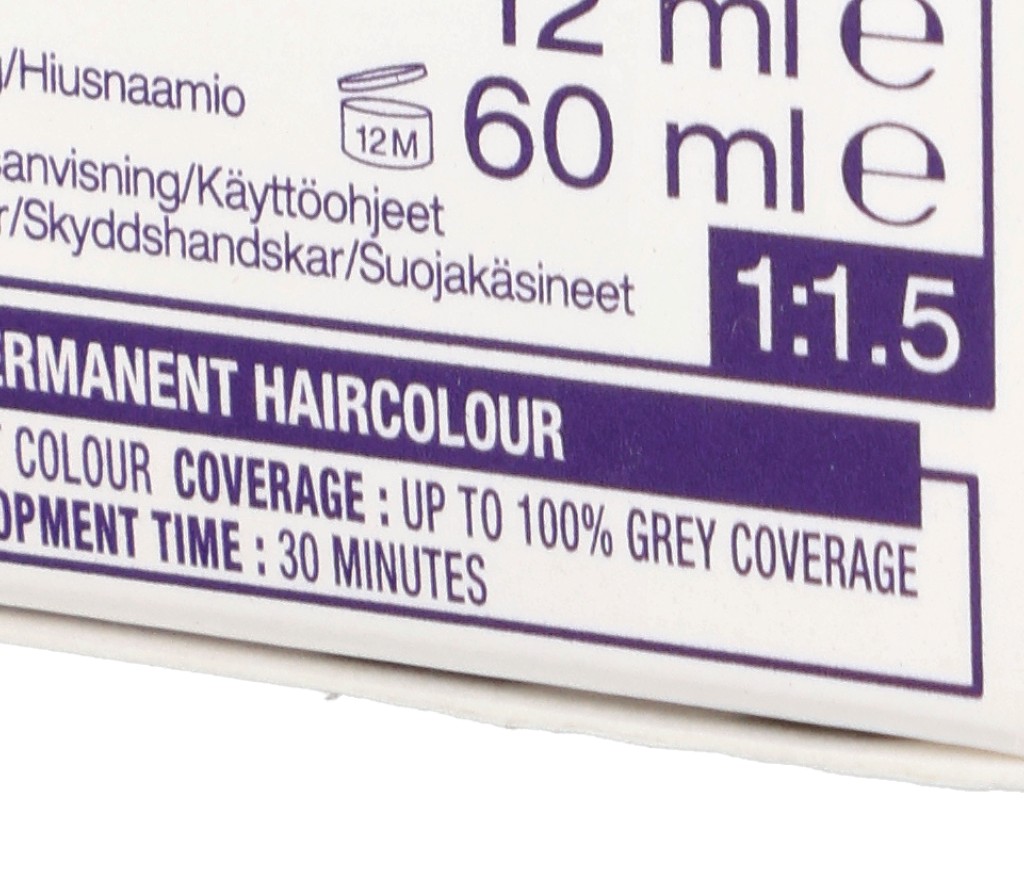 12 ml e
/Hiusnaamio
12M
60 ml e
anvisning/Käyttöohjeet
r/Skyddshandskar/Suojakäsineet
1:1.5
ERMANENT HAIRCOLOUR
COLOUR COVERAGE : UP TO 100% GREY COVERAGE
OPMENT TIME : 30 MINUTES